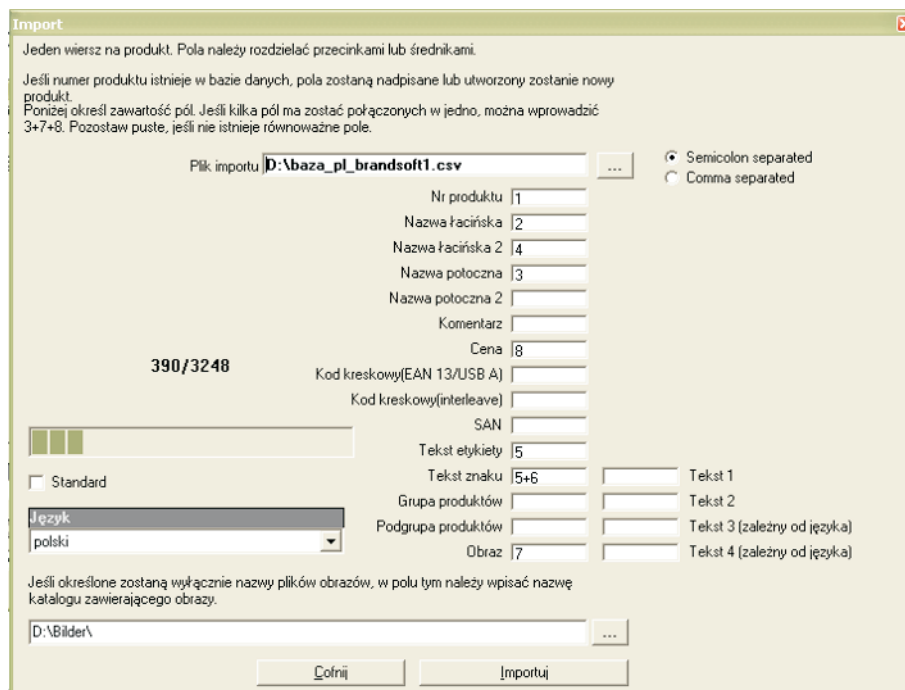 Import
Jeden wiersz na produkt. Pola należy rozdzielać przecinkami lub średnikami.
Jeśli numer produktu istnieje w bazie danych, pola zostaną nadpisane lub utworzony zostanie nowy
produkt.
Poniżej określ zawartość pól. Jeśli kilka pól ma zostać połączonych w jedno, można wprowadzić
3+7+8. Pozostaw puste, jeśli nie istnieje równoważne pole.
Plik importu D:\baza_pl_brandsoft1.csv ... Semicolon separated
Comma separated
Nr produktu 1
Nazwa łacińska 2
Nazwa łacińska 2 4
Nazwa potoczna 3
Nazwa potoczna 2
Komentarz
Cena 8
390/3248
Kod kreskowy(EAN 13/USB A)
Kod kreskowy(interleave)
SAN
Tekst etykiety 5
Standard
Tekst znaku 5+6 Tekst 1
Grupa produktów Tekst 2
Język
Podgrupa produktów Tekst 3 (zależny od języka)
polski
Obraz 7 Tekst 4 (zależny od języka)
Jeśli określone zostaną wyłącznie nazwy plików obrazów, w polu tym należy wpisać nazwę
katalogu zawierającego obrazy.
D:\Bilder\ ...
Cofnij Importuj